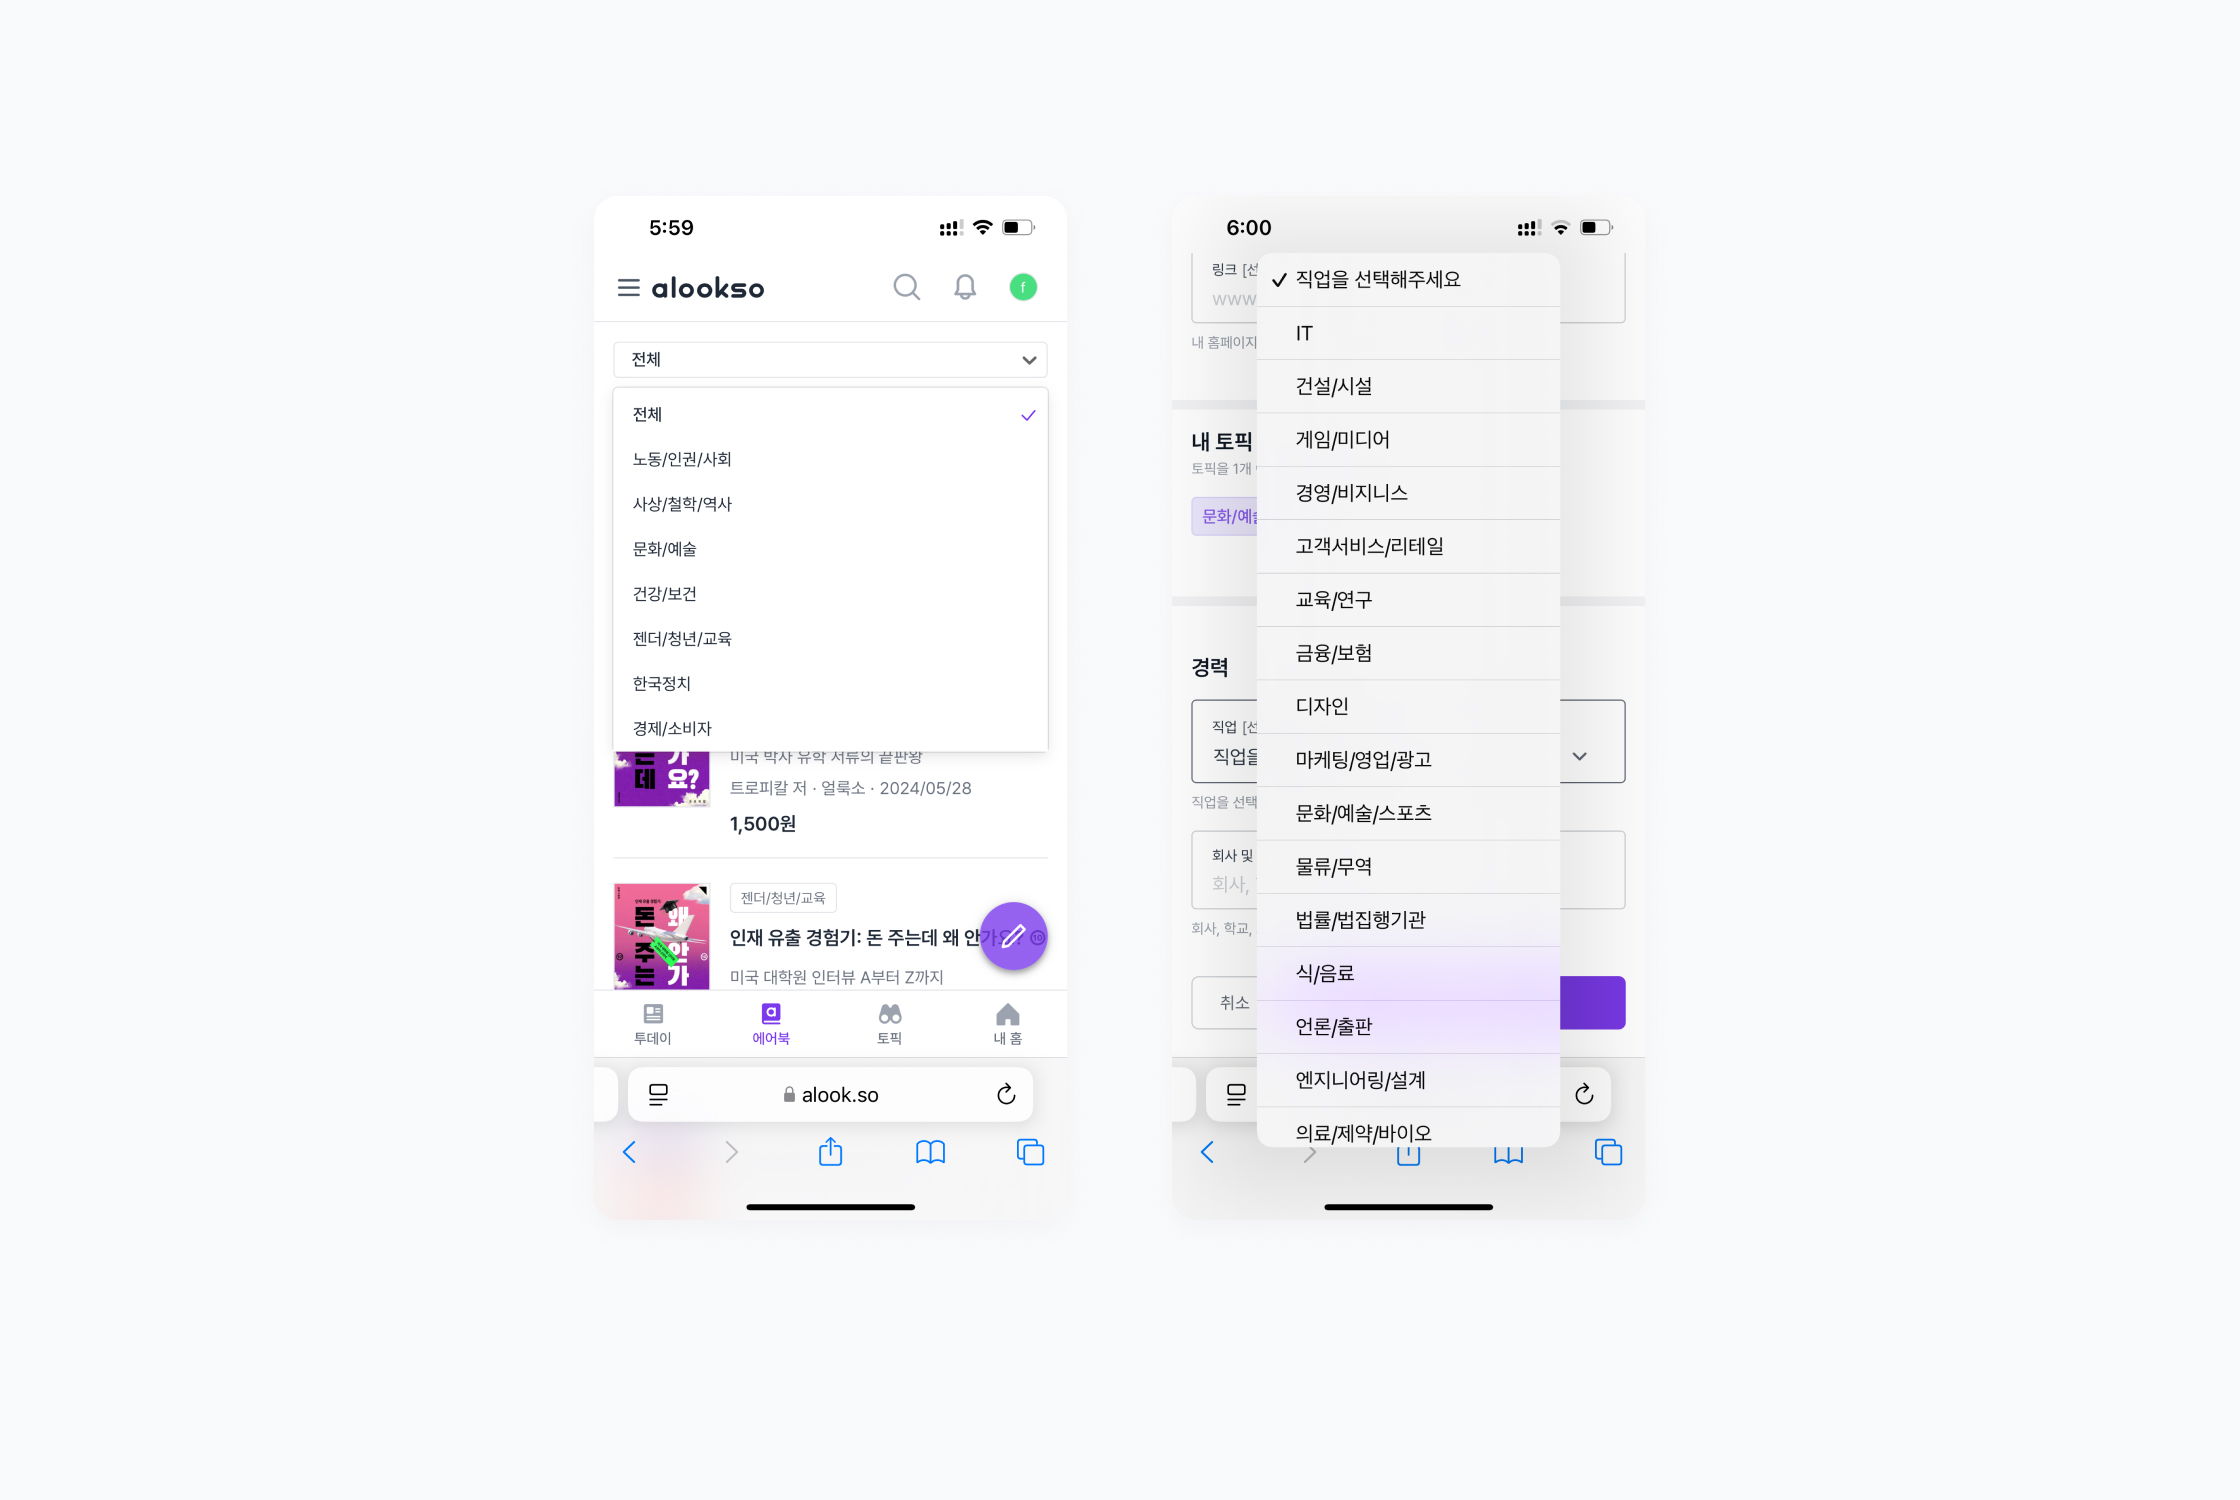 5:59
alookso
f
전체
전체
노동/인권/사회
사상/철학/역사
문화/예술
건강/보건
젠더/청년/교육
한국정치
경제/소비자
미국 박사 유학 서류의 끝판왕
트로피칼 저 · 얼룩소 · 2024/05/28
1,500원
젠더/청년/교육
인재 유출 경험기: 돈 주는데 왜 안가요? ⑩
미국 대학원 인터뷰 A부터 Z까지
투데이
에어북
토픽
내 홈
alook.so
6:00
링크 [선
www
내 홈페이지
내 토픽
토픽을 1개
문화/예술
경력
직업 [선
직업을
직업을 선택
회사 및
회사,
회사, 학교,
취소
직업을 선택해주세요
IT
건설/시설
게임/미디어
경영/비지니스
고객서비스/리테일
교육/연구
금융/보험
디자인
마케팅/영업/광고
문화/예술/스포츠
물류/무역
법률/법집행기관
식/음료
언론/출판
엔지니어링/설계
의료/제약/바이오